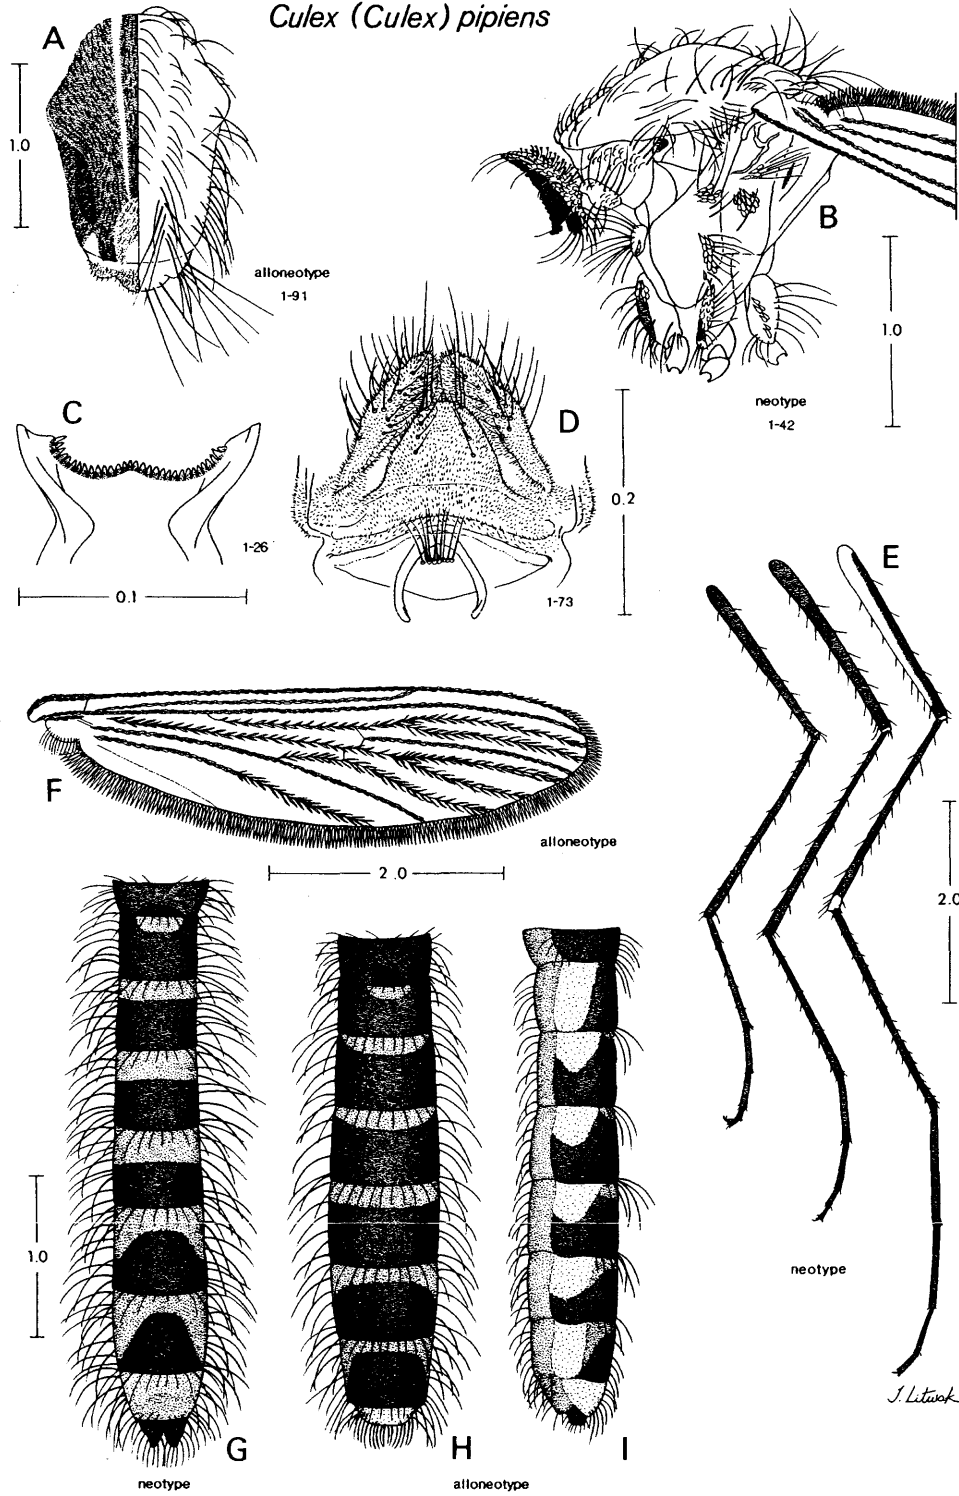 Culex (Culex) pipiens
A
1.0
alloneotype
1-91
B
1.0
neotype
1-42
C
1-26
0.1
D
0.2
1-73
E
2.0
neotype
J. Litwak
F
alloneotype
2.0
1.0
G
neotype
H
I
alloneotype